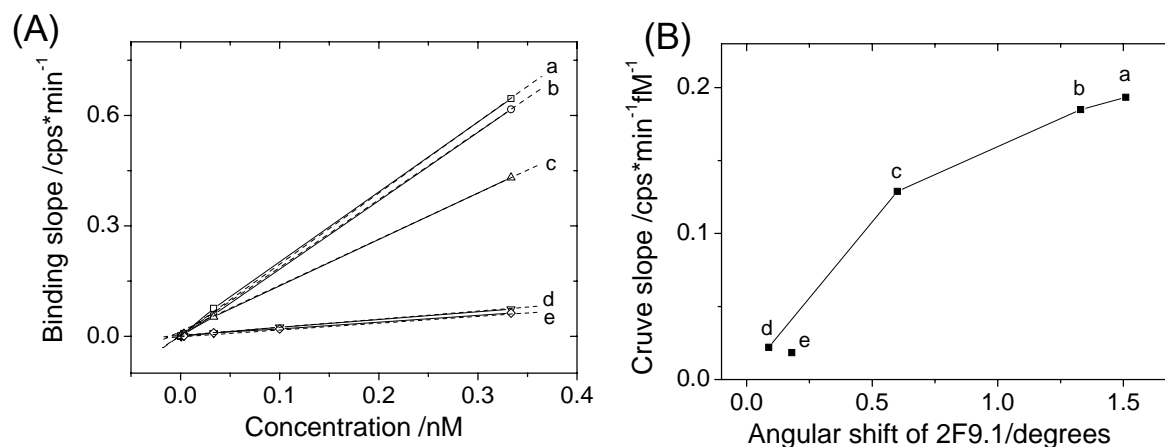 (A)
Binding slope /cps*min-1
0.6
0.3
0.0
0.0 0.1 0.2 0.3 0.4
Concentration /nM
a
b
c
d
e
(B)
Cruve slope /cps*min-1fM-1
0.2
0.1
0.0
0.0 0.5 1.0 1.5
Angular shift of 2F9.1/degrees
a
b
c
d
e